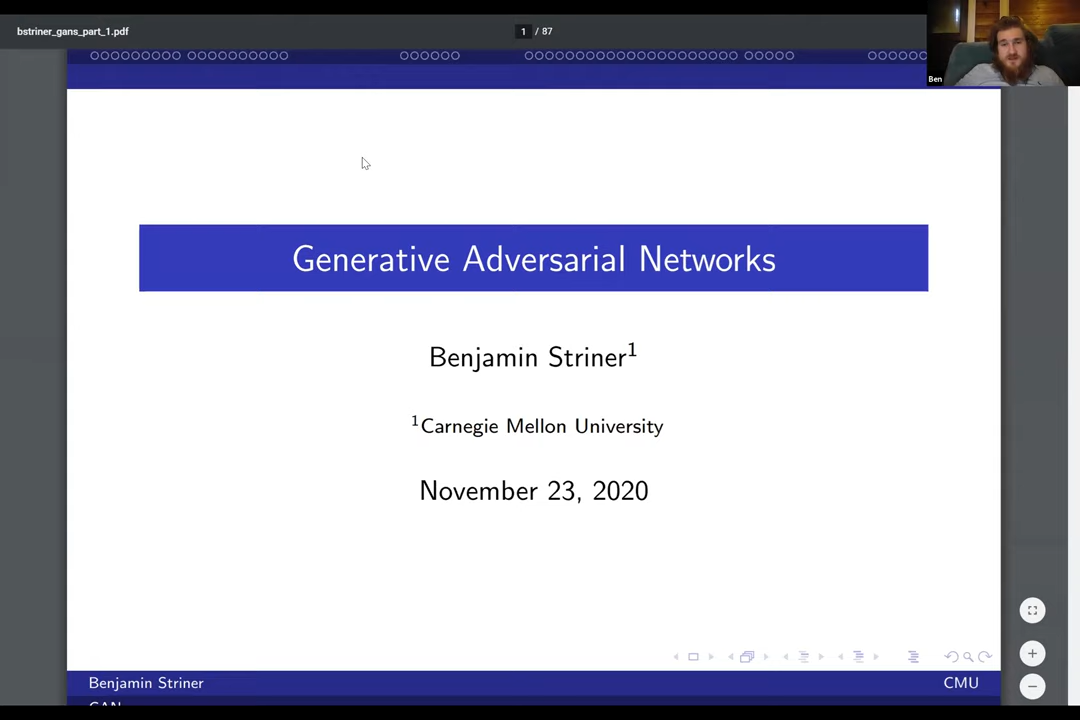 bstriner_gans_part_1.pdf
1 / 87
Ben
Generative Adversarial Networks
Benjamin Striner¹
¹Carnegie Mellon University
November 23, 2020
Benjamin Striner CMU
GAN